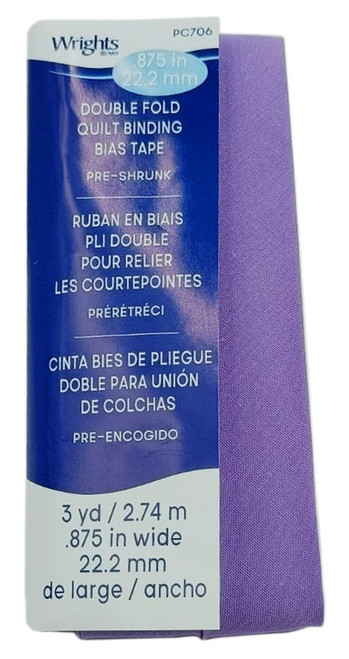 Wrights
PC706
.875 in
22.2 mm
DOUBLE FOLD
QUILT BINDING
BIAS TAPE
PRE-SHRUNK
RUBAN EN BIAIS
PLI DOUBLE
POUR RELIER
LES COURTEPOINTES
PRÉRÉTRÉCI
CINTA BIES DE PLIEGUE
DOBLE PARA UNIÓN
DE COLCHAS
PRE-ENCOGIDO
3 yd / 2.74 m
.875 in wide
22.2 mm
de large / ancho